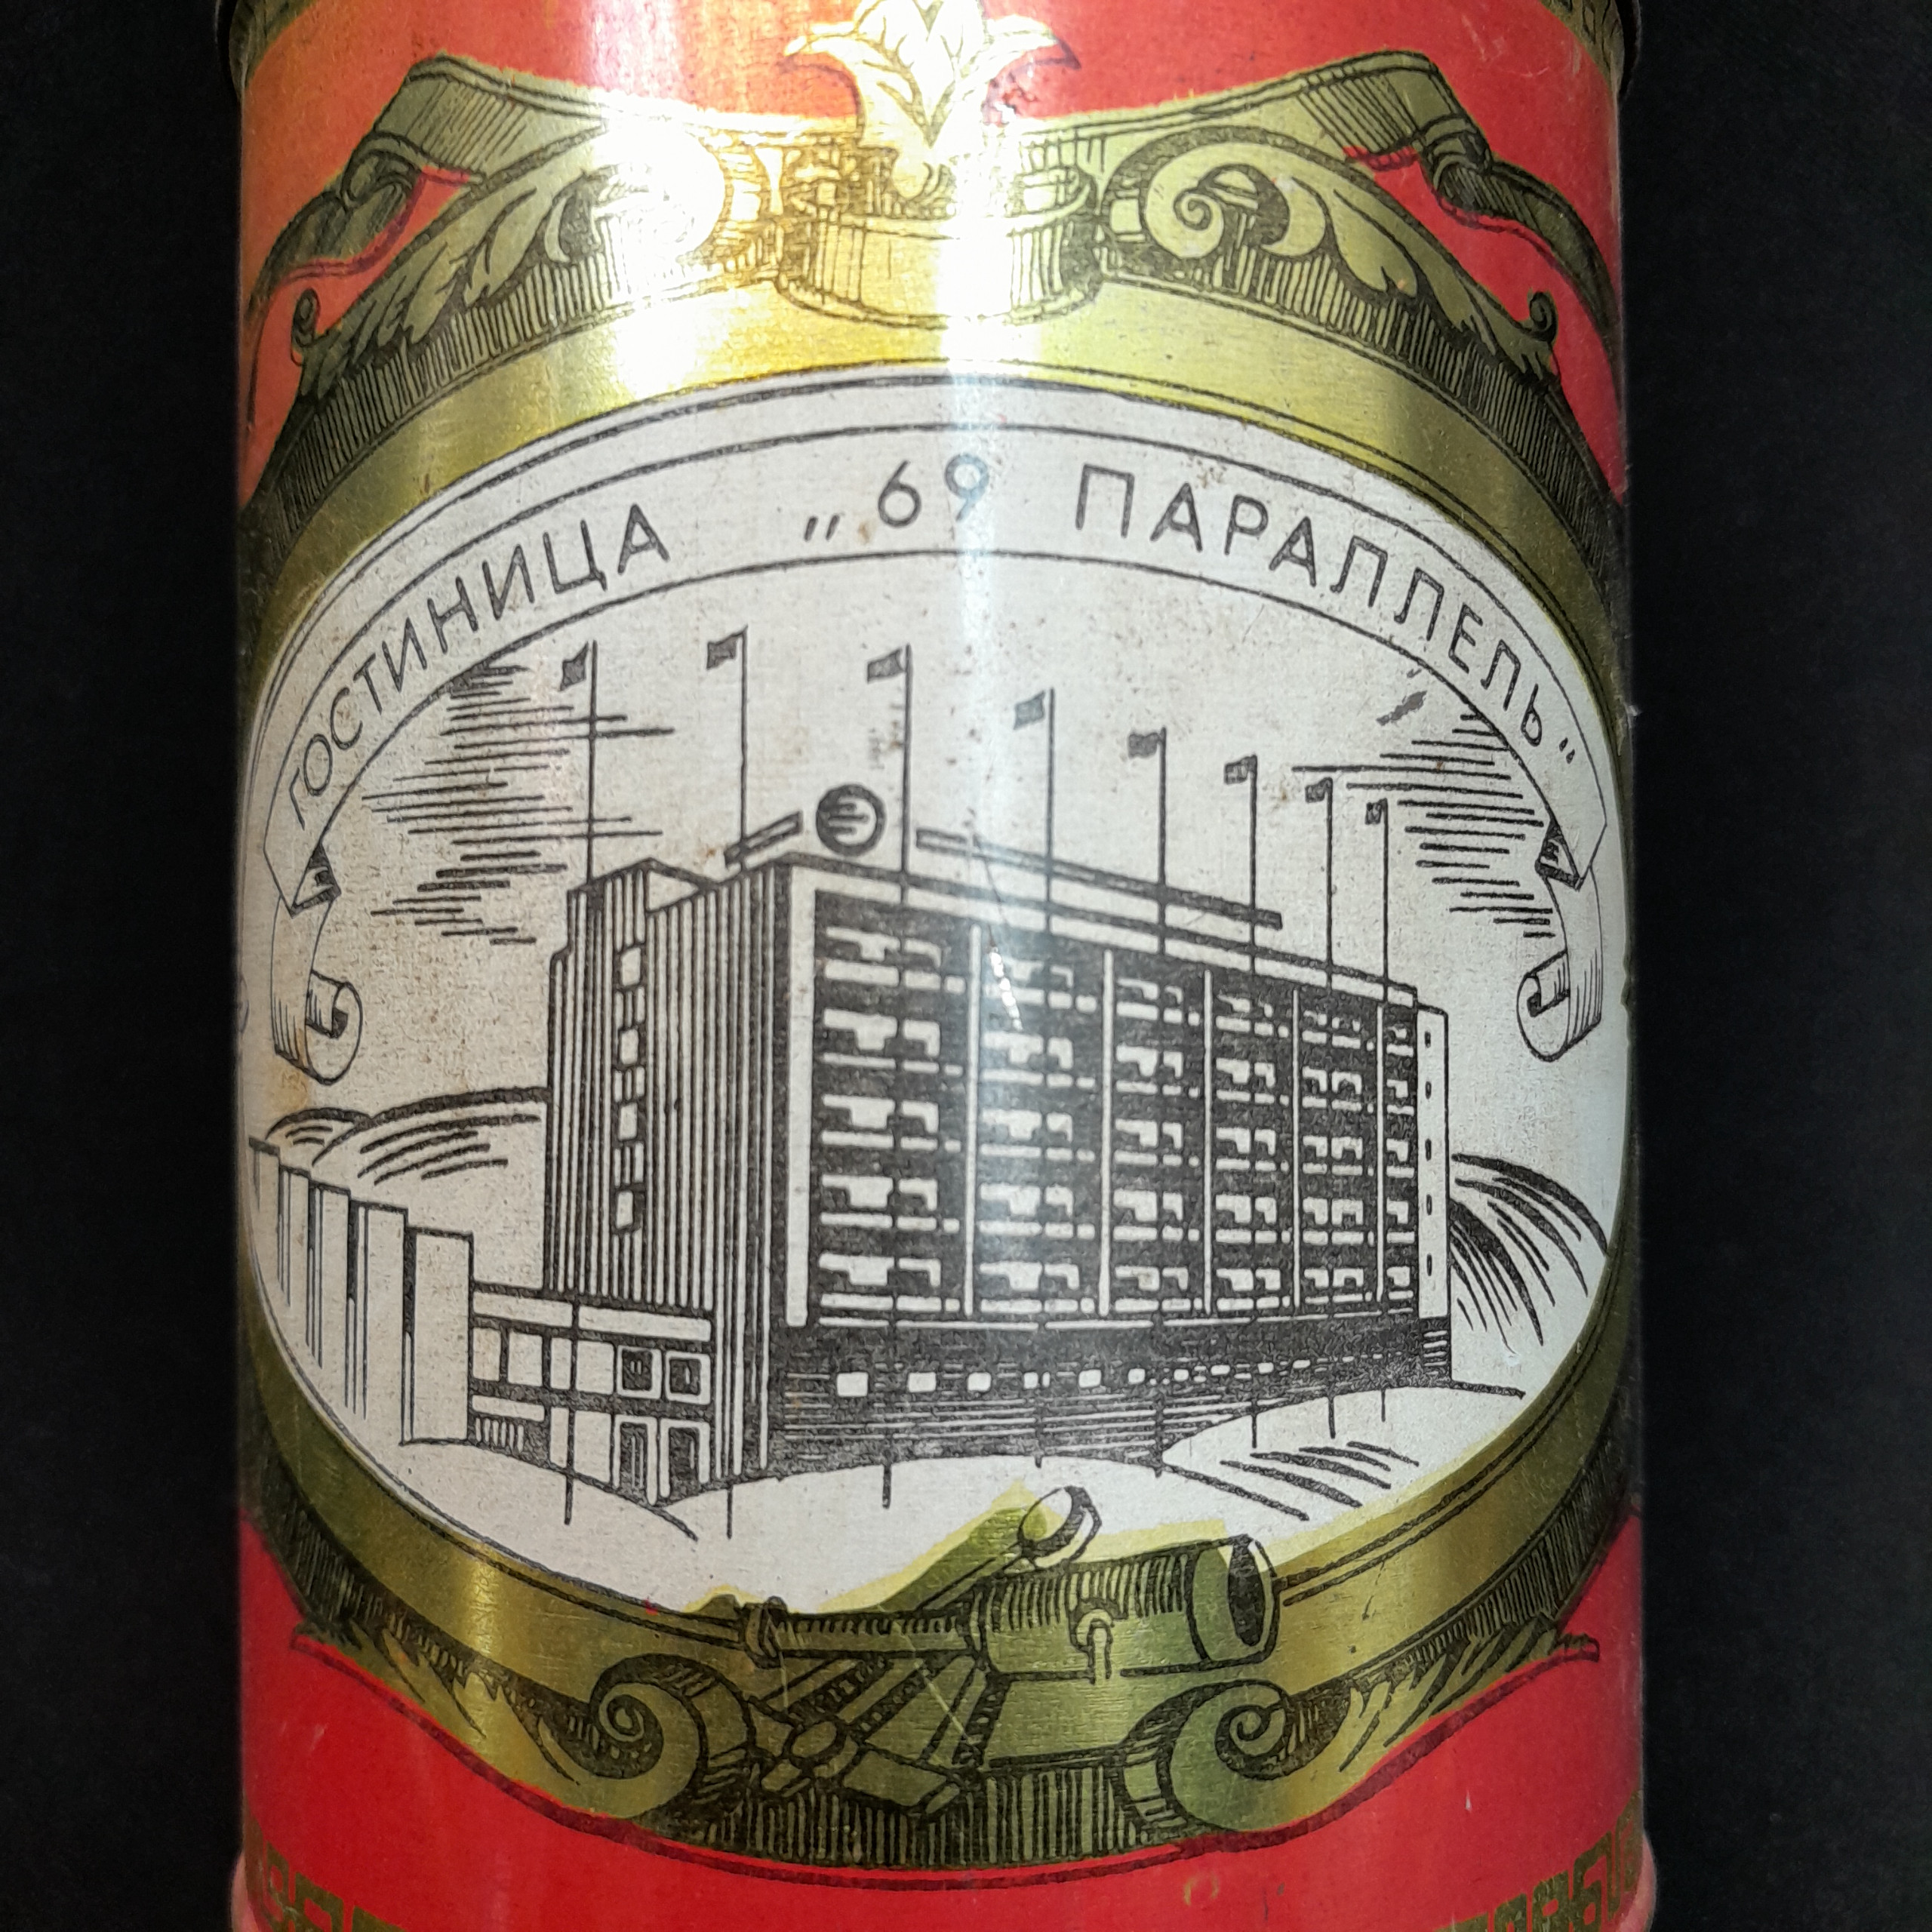 ГОСТИНИЦА „69 ПАРАЛЛЕЛЬ“